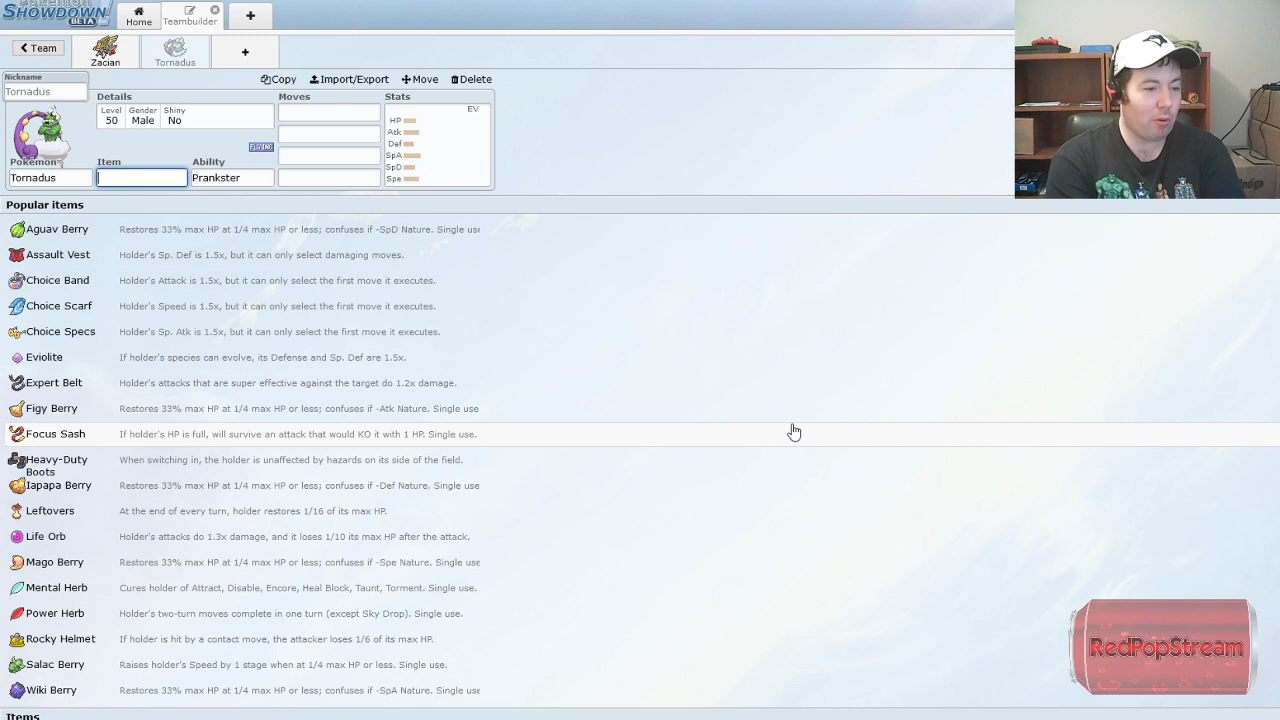 Pokémon
Showdown
BETA
Home
Teambuilder
+
< Team
Zacian
Tornadus
+
Nickname
Tornadus
Copy
Import/Export
Move
Delete
Details
Moves
Stats
Level
Gender
Shiny
50
Male
No
EV
HP
Atk
Def
SpA
SpD
Spe
FLYING
Pokémon
Item
Ability
Tornadus
Prankster
Popular items
Aguav Berry Restores 33% max HP at 1/4 max HP or less; confuses if -SpD Nature. Single use
Assault Vest Holder's Sp. Def is 1.5x, but it can only select damaging moves.
Choice Band Holder's Attack is 1.5x, but it can only select the first move it executes.
Choice Scarf Holder's Speed is 1.5x, but it can only select the first move it executes.
Choice Specs Holder's Sp. Atk is 1.5x, but it can only select the first move it executes.
Eviolite If holder's species can evolve, its Defense and Sp. Def are 1.5x.
Expert Belt Holder's attacks that are super effective against the target do 1.2x damage.
Figy Berry Restores 33% max HP at 1/4 max HP or less; confuses if -Atk Nature. Single use
Focus Sash If holder's HP is full, will survive an attack that would KO it with 1 HP. Single use.
Heavy-Duty When switching in, the holder is unaffected by hazards on its side of the field.
Boots
Iapapa Berry Restores 33% max HP at 1/4 max HP or less; confuses if -Def Nature. Single use
Leftovers At the end of every turn, holder restores 1/16 of its max HP.
Life Orb Holder's attacks do 1.3x damage, and it loses 1/10 its max HP after the attack.
Mago Berry Restores 33% max HP at 1/4 max HP or less; confuses if -Spe Nature. Single use
Mental Herb Cures holder of Attract, Disable, Encore, Heal Block, Taunt, Torment. Single use.
Power Herb Holder's two-turn moves complete in one turn (except Sky Drop). Single use.
Rocky Helmet If holder is hit by a contact move, the attacker loses 1/6 of its max HP.
Salac Berry Raises holder's Speed by 1 stage when at 1/4 max HP or less. Single use.
Wiki Berry Restores 33% max HP at 1/4 max HP or less; confuses if -SpA Nature. Single use
Items
RedPopStream